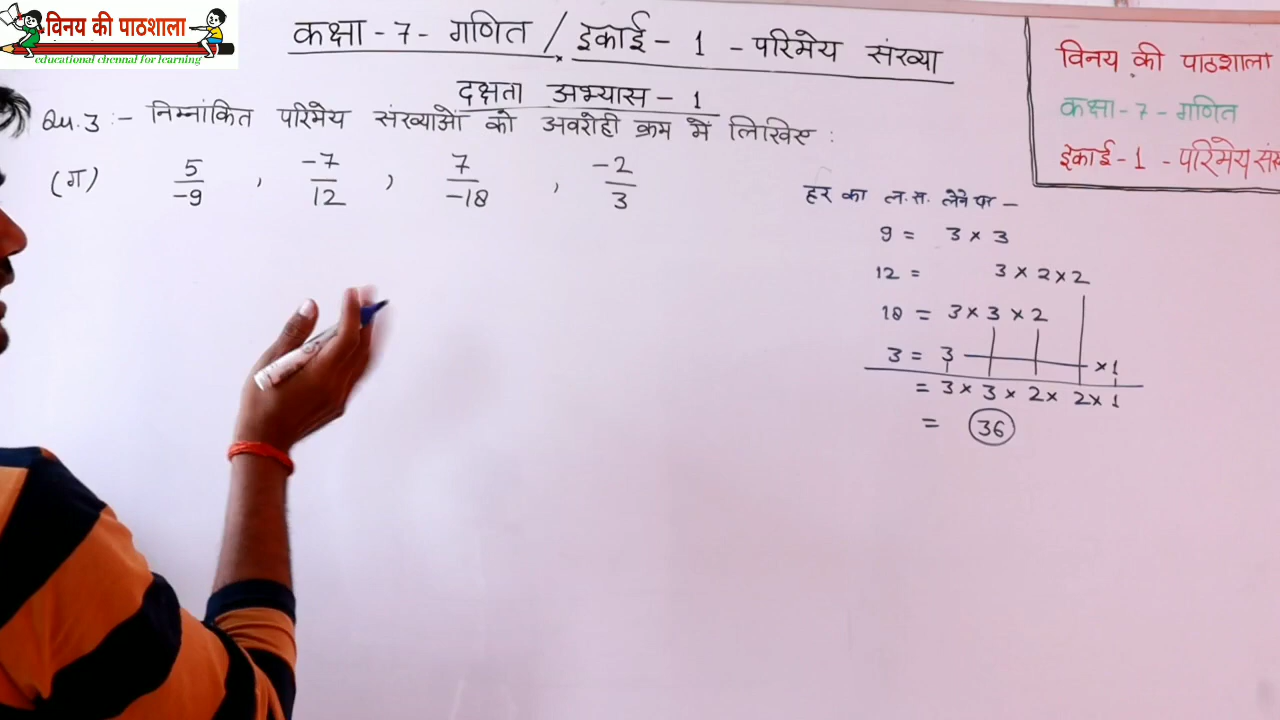 विनय की पाठशाला
educational chennal for learning
कक्षा - 7 - गणित / इकाई - 1 - परिमेय संख्या
दक्षता अभ्यास - 1
Qu. 3 :- निम्नांकित परिमेय संख्याओं को अवरोही क्रम में लिखिए :
(ग) 5/-9 , -7/12 , 7/-18 , -2/3
हर का ल.स. लेने पर -
9 = 3 × 3
12 = 3 × 2 × 2
18 = 3 × 3 × 2
3 = 3 × 1
= 3 × 3 × 2 × 2 × 1
= 36
विनय की पाठशाला
कक्षा - 7 - गणित
इकाई - 1 - परिमेय